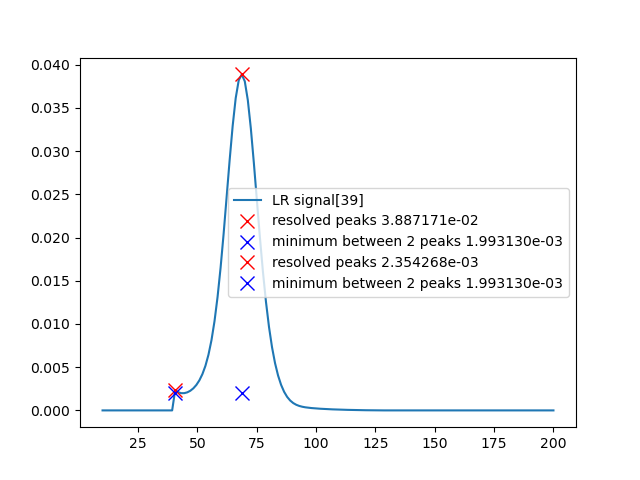 0.040
0.035
0.030
0.025
0.020
0.015
0.010
0.005
0.000
LR signal[39]
resolved peaks 3.887171e-02
minimum between 2 peaks 1.993130e-03
resolved peaks 2.354268e-03
minimum between 2 peaks 1.993130e-03
25 50 75 100 125 150 175 200